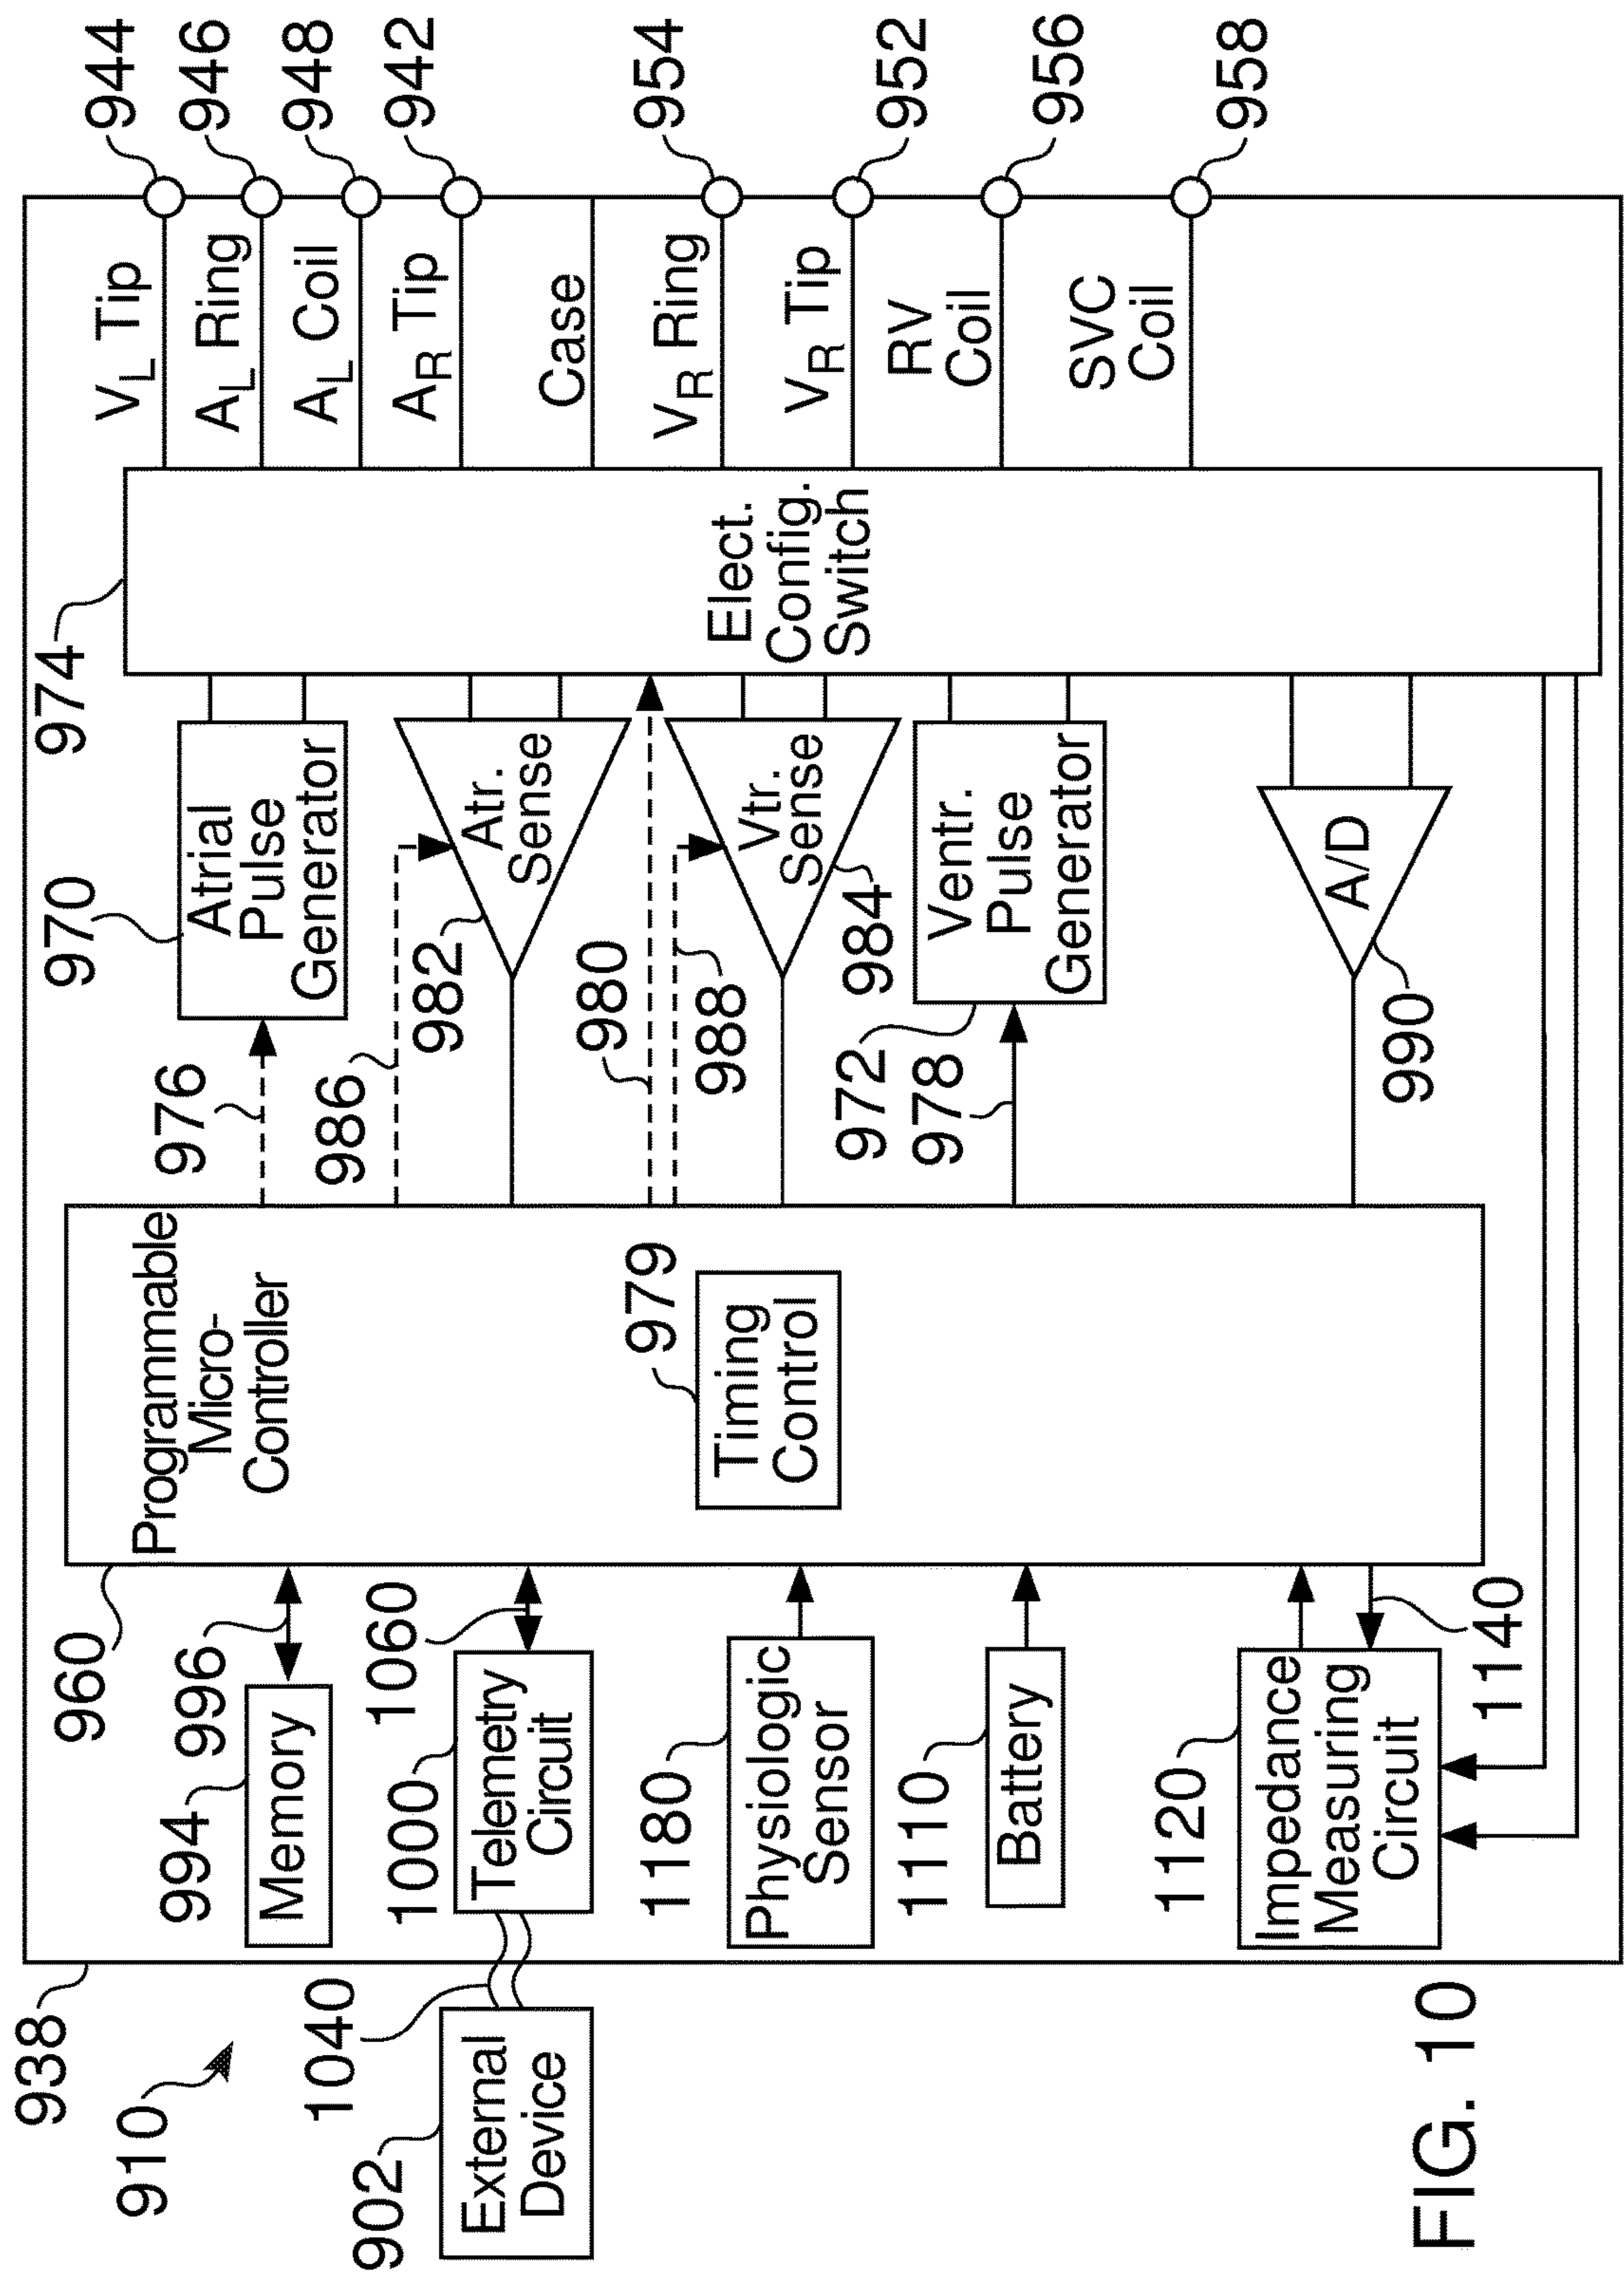 938
910
902
External
Device
1040
960
994
Memory
996
1000
Telemetry
Circuit
1060
1180
Physiologic
Sensor
1110
Battery
1120
Impedance
Measuring
Circuit
1140
Programmable
Micro-
Controller
979
Timing
Control
976
970
Atrial
Pulse
Generator
986
982
Atr.
Sense
980
988
Vtr.
Sense
984
972
978
Ventr.
Pulse
Generator
A/D
990
974
Elect.
Config.
Switch
VL Tip
944
AL Ring
946
AL Coil
948
AR Tip
942
Case
VR Ring
954
VR Tip
952
RV
Coil
956
SVC
Coil
958
FIG. 10